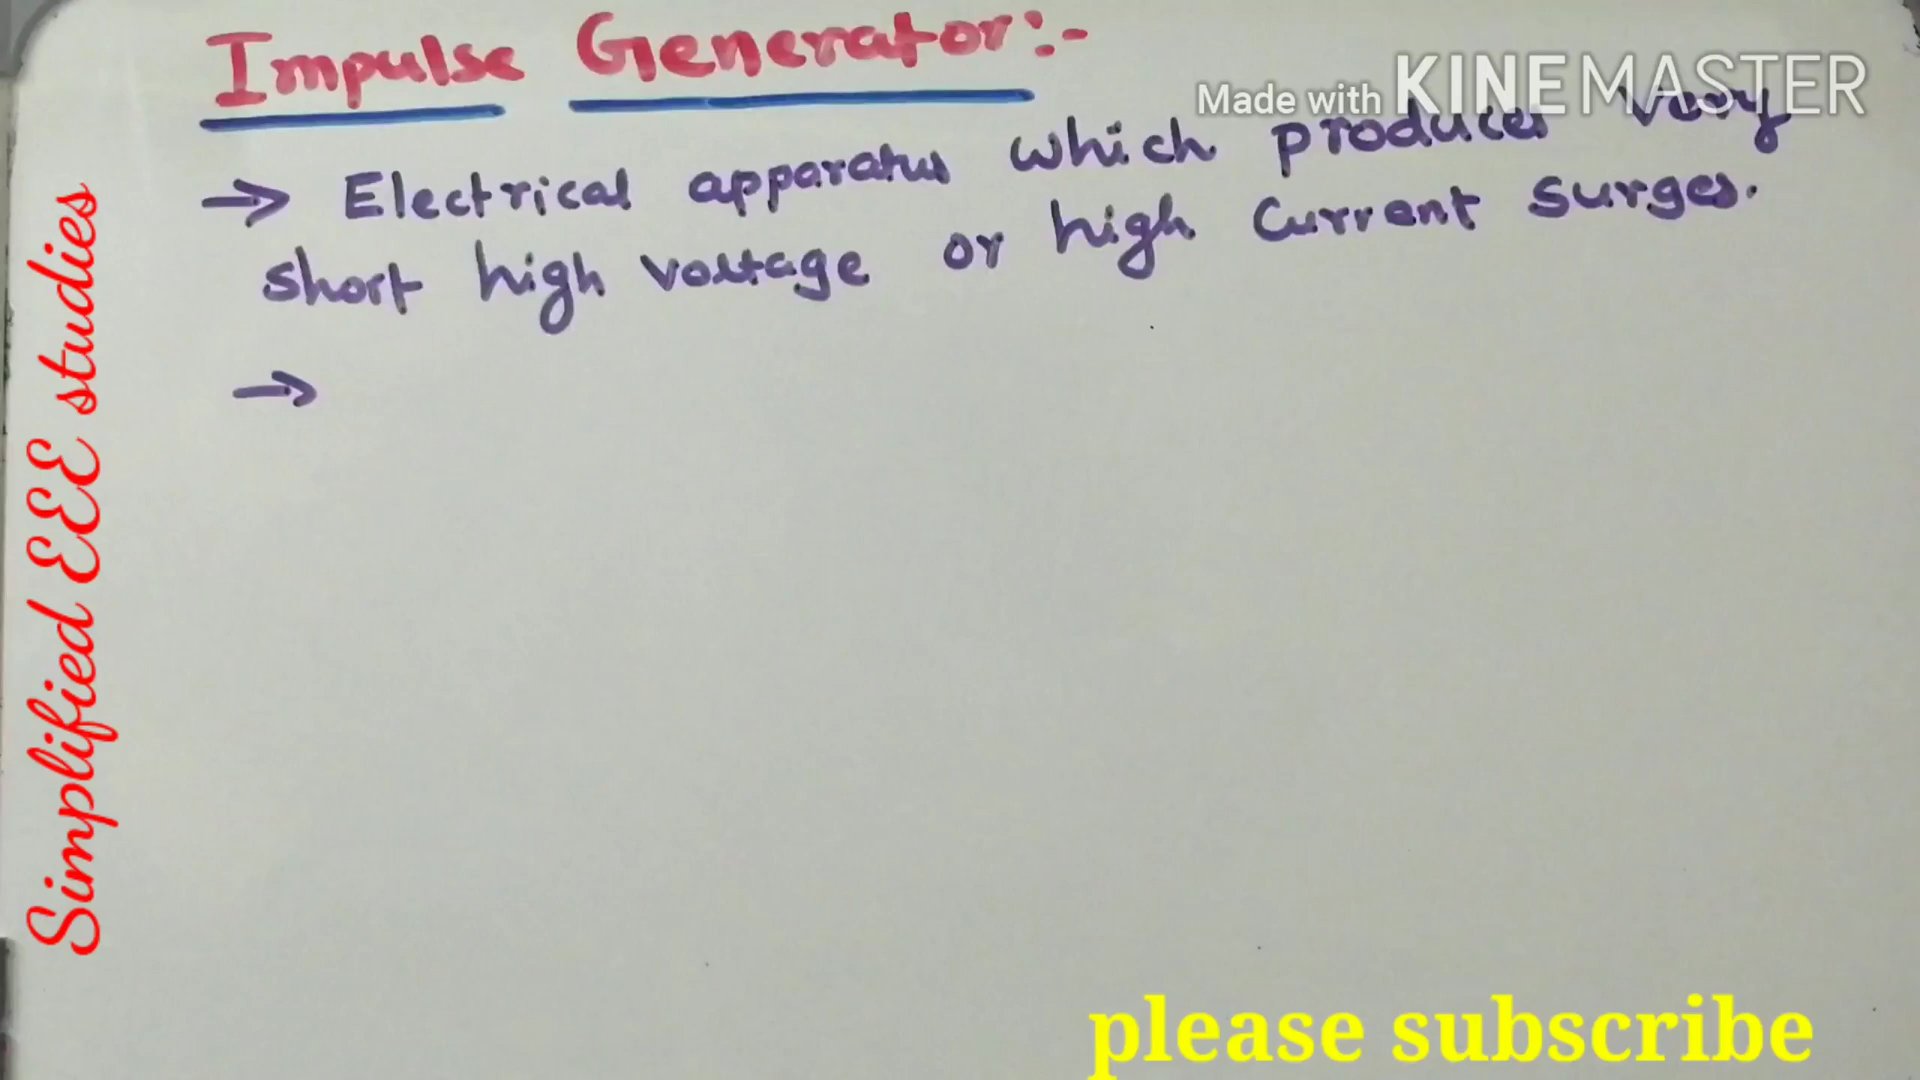 Impulse Generator:-
Made with KINEMASTER
→ Electrical apparatus which produces very
short high voltage or high current surges.
→
Simplified EEE studies
please subscribe